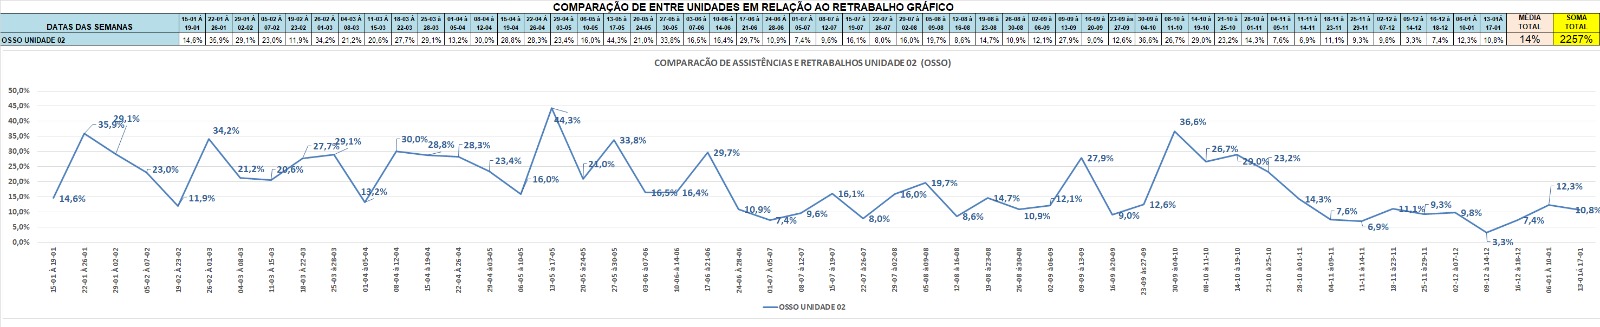 COMPARAÇÃO DE ENTRE UNIDADES EM RELAÇÃO AO RETRABALHO GRÁFICO
DATAS DAS SEMANAS 15-01 À 19-01 22-01 À 26-01 29-01 À 02-02 05-02 À 07-02 19-02 À 23-02 26-02 À 01-03 04-03 À 08-03 11-03 À 15-03 18-03 À 22-03 25-03 à 28-03 01-04 à 05-04 08-04 à 12-04 15-04 À 19-04 22-04 À 26-04 29-04 à 03-05 06-05 à 10-05 13-05 à 17-05 20-05 à 24-05 27-05 à 30-05 03-06 à 07-06 10-06 à 14-06 17-06 à 21-06 24-06 à 28-06 01-07 à 05-07 08-07 à 12-07 15-07 à 19-07 22-07 à 26-07 29-07 à 02-08 05-08 à 09-08 12-08 à 16-08 19-08 à 23-08 26-08 à 30-08 02-09 à 06-09 09-09 à 13-09 16-09 à 20-09 23-09 às 27-09 30-09 à 04-10 08-10 à 11-10 14-10 à 19-10 21-10 à 25-10 04-11 à 09-11 11-11 à 14-11 18-11 à 23-11 25-11 à 29-11 02-12 à 07-12 09-12 à 14-12 16-12 à 18-12 06-01 À 10-01 13-01À 17-01 MÉDIA TOTAL SOMA TOTAL
OSSO UNIDADE 02 14,6% 35,9% 29,1% 23,0% 11,9% 34,2% 21,2% 20,6% 27,7% 29,1% 13,2% 30,0% 28,8% 28,3% 23,4% 16,0% 44,3% 21,0% 33,8% 16,5% 16,4% 29,7% 10,9% 7,4% 9,6% 16,1% 8,0% 16,0% 19,7% 8,6% 14,7% 10,9% 12,1% 27,9% 9,0% 12,6% 36,6% 26,7% 29,0% 23,2% 14,3% 7,6% 6,9% 11,1% 9,3% 9,8% 3,3% 7,4% 12,3% 10,8% 14% 2257%
COMPARAÇÃO DE ASSISTÊNCIAS E RETRABALHOS UNIDADE 02 (OSSO)
50,0%
45,0%
40,0%
35,0%
30,0%
25,0%
20,0%
15,0%
10,0%
5,0%
0,0%
14,6% 35,9% 29,1% 23,0% 11,9% 34,2% 21,2% 20,6% 27,7% 29,1% 13,2% 30,0% 28,8% 28,3% 23,4% 16,0% 44,3% 21,0% 33,8% 16,5% 16,4% 29,7% 10,9% 7,4% 9,6% 16,1% 8,0% 16,0% 19,7% 8,6% 14,7% 10,9% 12,1% 27,9% 9,0% 12,6% 36,6% 26,7% 29,0% 23,2% 14,3% 7,6% 6,9% 11,1% 9,3% 9,8% 3,3% 7,4% 12,3% 10,8%
15-01 À 19-01 22-01 À 26-01 29-01 À 02-02 05-02 À 07-02 19-02 À 23-02 26-02 À 01-03 04-03 À 08-03 11-03 À 15-03 18-03 À 22-03 25-03 à 28-03 01-04 à 05-04 08-04 à 12-04 15-04 À 19-04 22-04 À 26-04 29-04 à 03-05 06-05 à 10-05 13-05 à 17-05 20-05 à 24-05 27-05 à 30-05 03-06 à 07-06 10-06 à 14-06 17-06 à 21-06 24-06 à 28-06 01-07 à 05-07 08-07 à 12-07 15-07 à 19-07 22-07 à 26-07 29-07 à 02-08 05-08 à 09-08 12-08 à 16-08 19-08 à 23-08 26-08 à 30-08 02-09 à 06-09 09-09 à 13-09 16-09 à 20-09 23-09 às 27-09 30-09 à 04-10 08-10 à 11-10 14-10 à 19-10 21-10 à 25-10 04-11 à 09-11 11-11 à 14-11 18-11 à 23-11 25-11 à 29-11 02-12 à 07-12 09-12 à 14-12 16-12 à 18-12 06-01 À 10-01 13-01À 17-01
OSSO UNIDADE 02